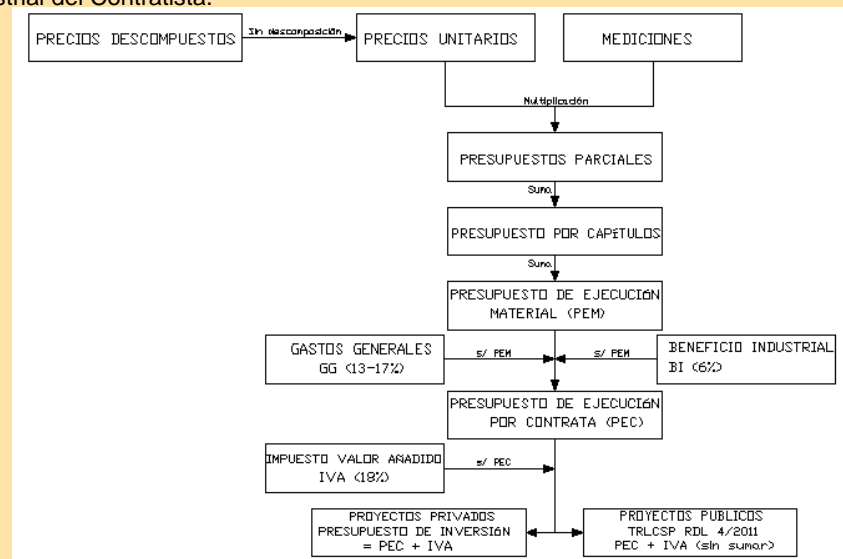 strial del Contratista.
PRECIOS DESCOMPUESTOS
Sin descomposición
PRECIOS UNITARIOS
MEDICIONES
Multiplicación
PRESUPUESTOS PARCIALES
Suma
PRESUPUESTO POR CAPíTULOS
Suma
PRESUPUESTO DE EJECUCIóN
MATERIAL (PEM)
GASTOS GENERALES
GG (13-17%)
s/ PEM
s/ PEM
BENEFICIO INDUSTRIAL
BI (6%)
PRESUPUESTO DE EJECUCIóN
POR CONTRATA (PEC)
IMPUESTO VALOR AñADIDO
IVA (18%)
s/ PEC
PROYECTOS PRIVADOS
PRESUPUESTO DE INVERSIóN
= PEC + IVA
PROYECTOS PUBLICOS
TRLCSP RDL 4/2011
PEC + IVA (sin sumar)